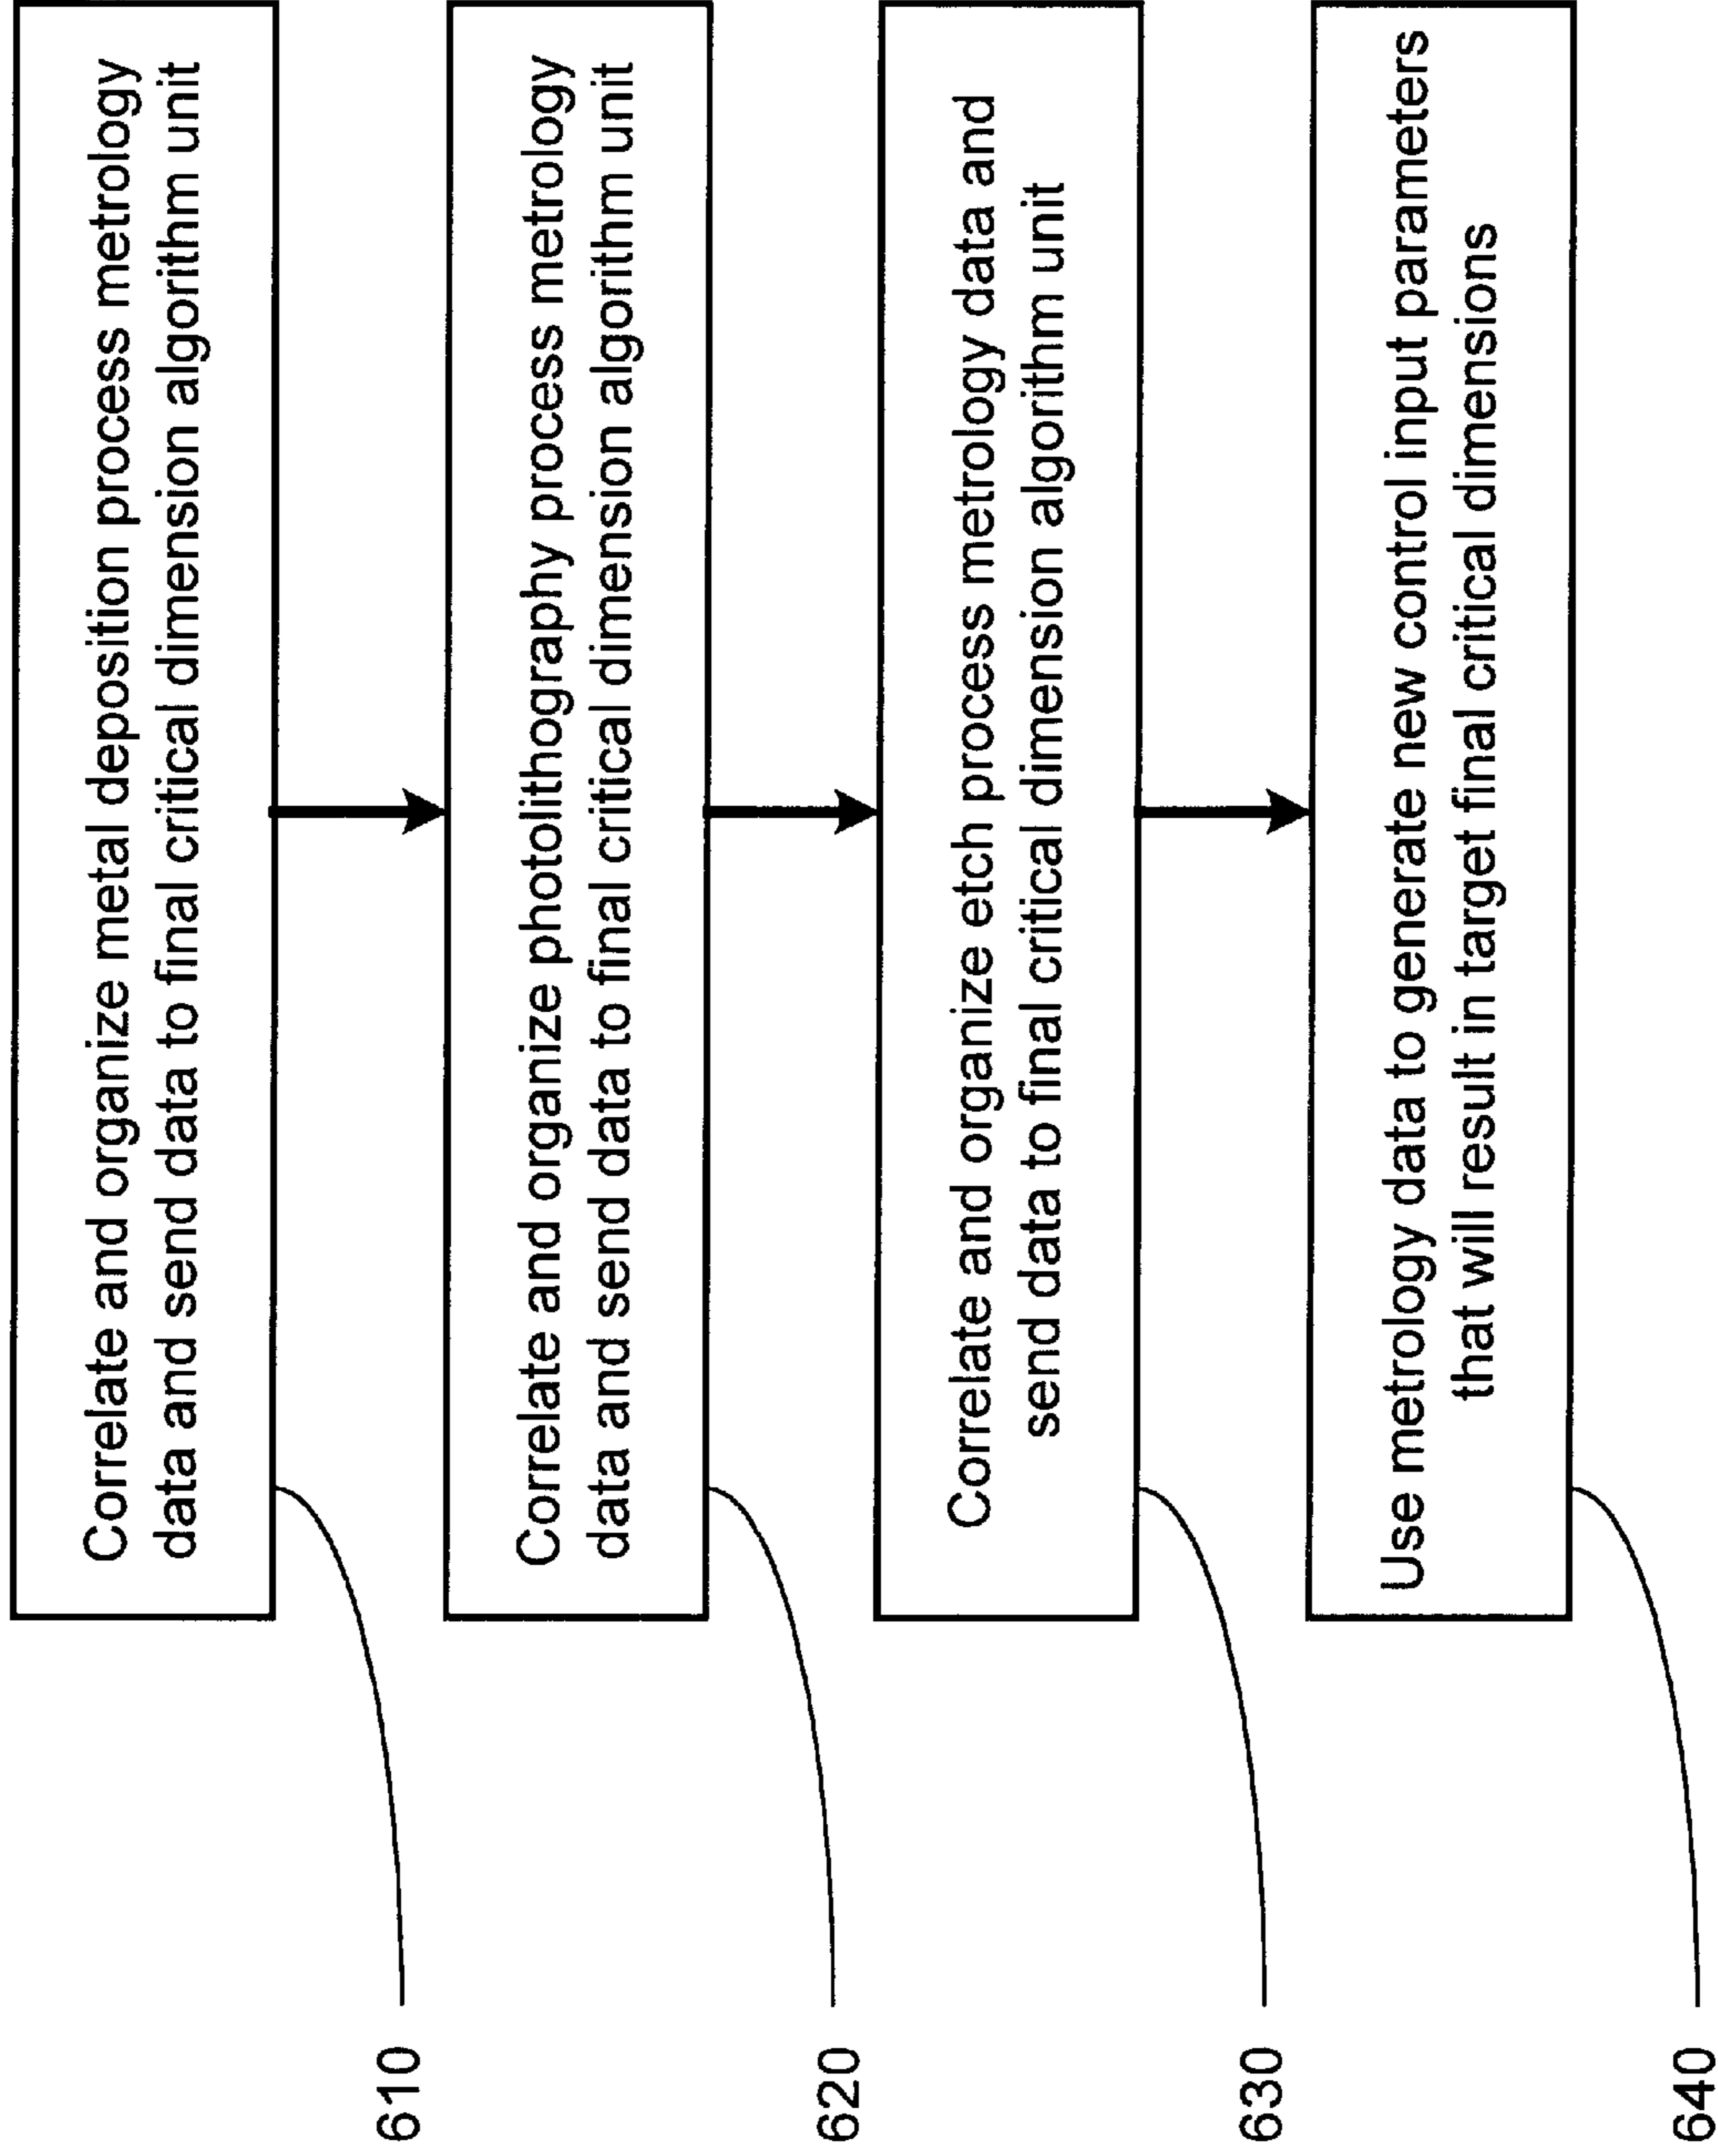 Correlate and organize metal deposition process metrology
data and send data to final critical dimension algorithm unit
610
Correlate and organize photolithography process metrology
data and send data to final critical dimension algorithm unit
620
Correlate and organize etch process metrology data and
send data to final critical dimension algorithm unit
630
Use metrology data to generate new control input parameters
that will result in target final critical dimensions
640